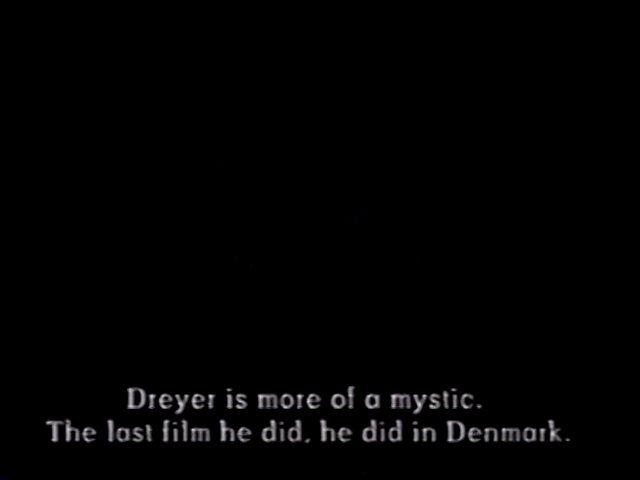 Dreyer is more of a mystic.
The last film he did, he did in Denmark.